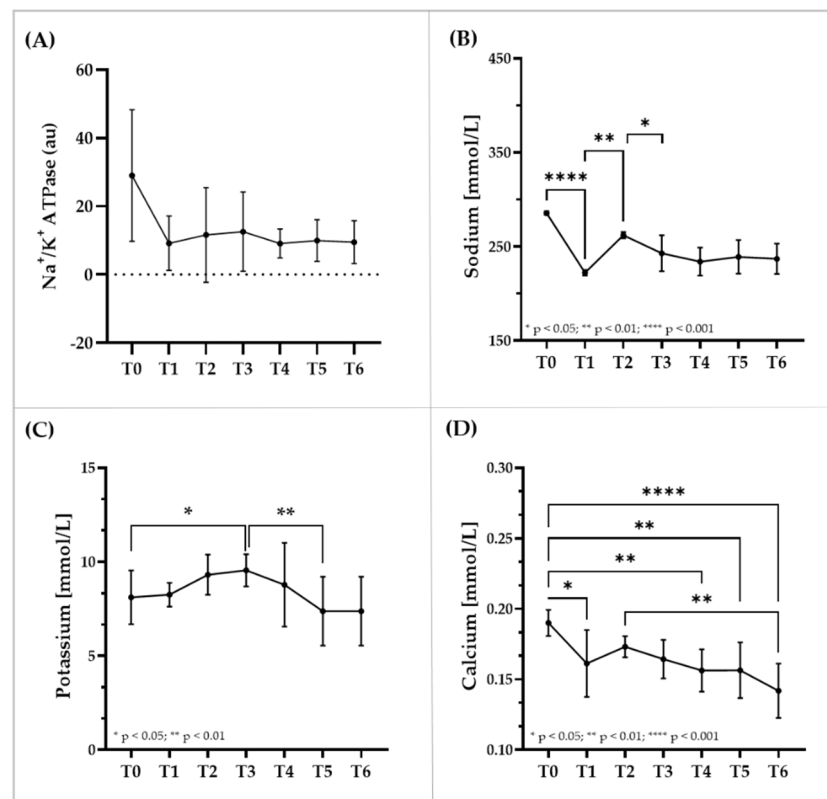 (A)
Na+/K+ ATPase (au)
60
40
20
0
-20
T0 T1 T2 T3 T4 T5 T6
(B)
Sodium [mmol/L]
450
350
250
150
**** ** *
* p < 0.05; ** p < 0.01; **** p < 0.001
T0 T1 T2 T3 T4 T5 T6
(C)
Potassium [mmol/L]
15
10
5
0
* **
* p < 0.05; ** p < 0.01
T0 T1 T2 T3 T4 T5 T6
(D)
Calcium [mmol/L]
0.30
0.25
0.20
0.15
0.10
****
**
**
*
**
* p < 0.05; ** p < 0.01; **** p < 0.001
T0 T1 T2 T3 T4 T5 T6